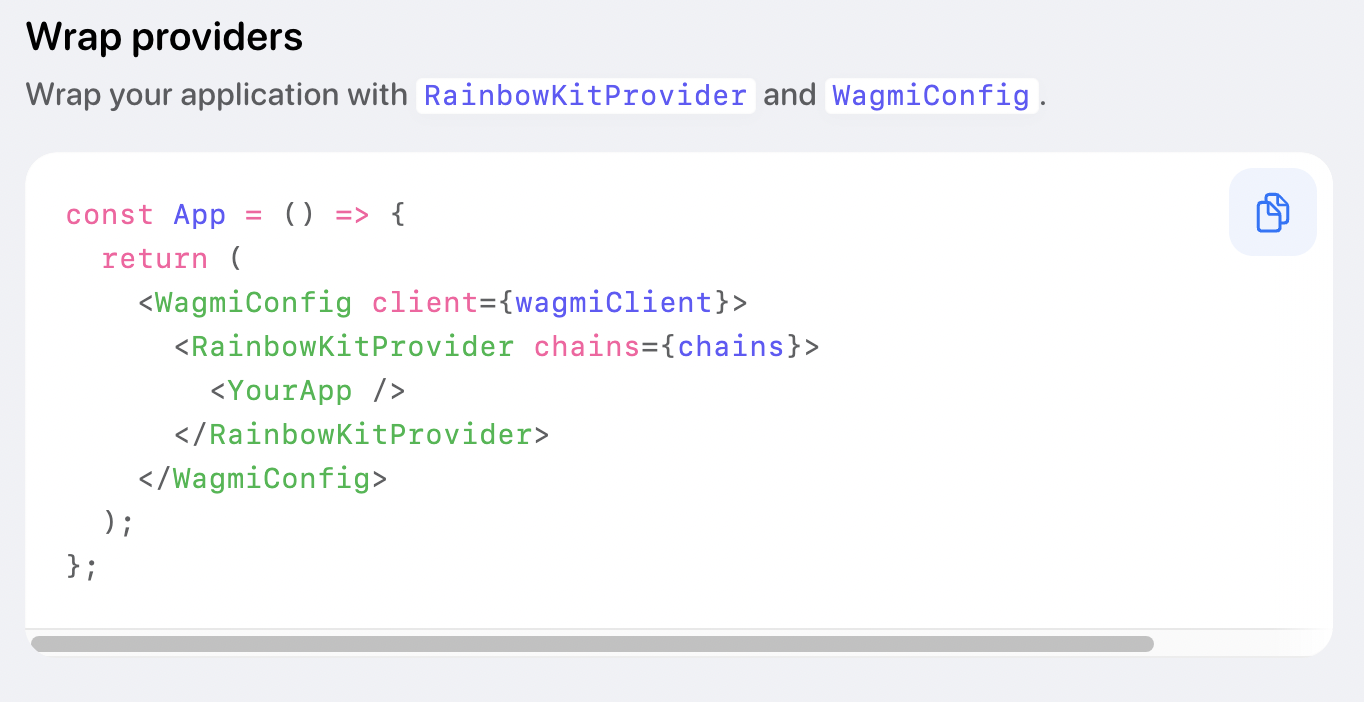 Wrap providers
Wrap your application with RainbowKitProvider and WagmiConfig.
const App = () => {
  return (
    <WagmiConfig client={wagmiClient}>
      <RainbowKitProvider chains={chains}>
        <YourApp />
      </RainbowKitProvider>
    </WagmiConfig>
  );
};